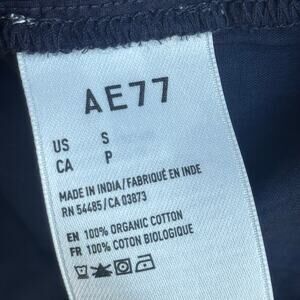 AE77
US S
CA P
MADE IN INDIA/FABRIQUÉ EN INDE
RN 54485/CA 03873
EN 100% ORGANIC COTTON
FR 100% COTON BIOLOGIQUE